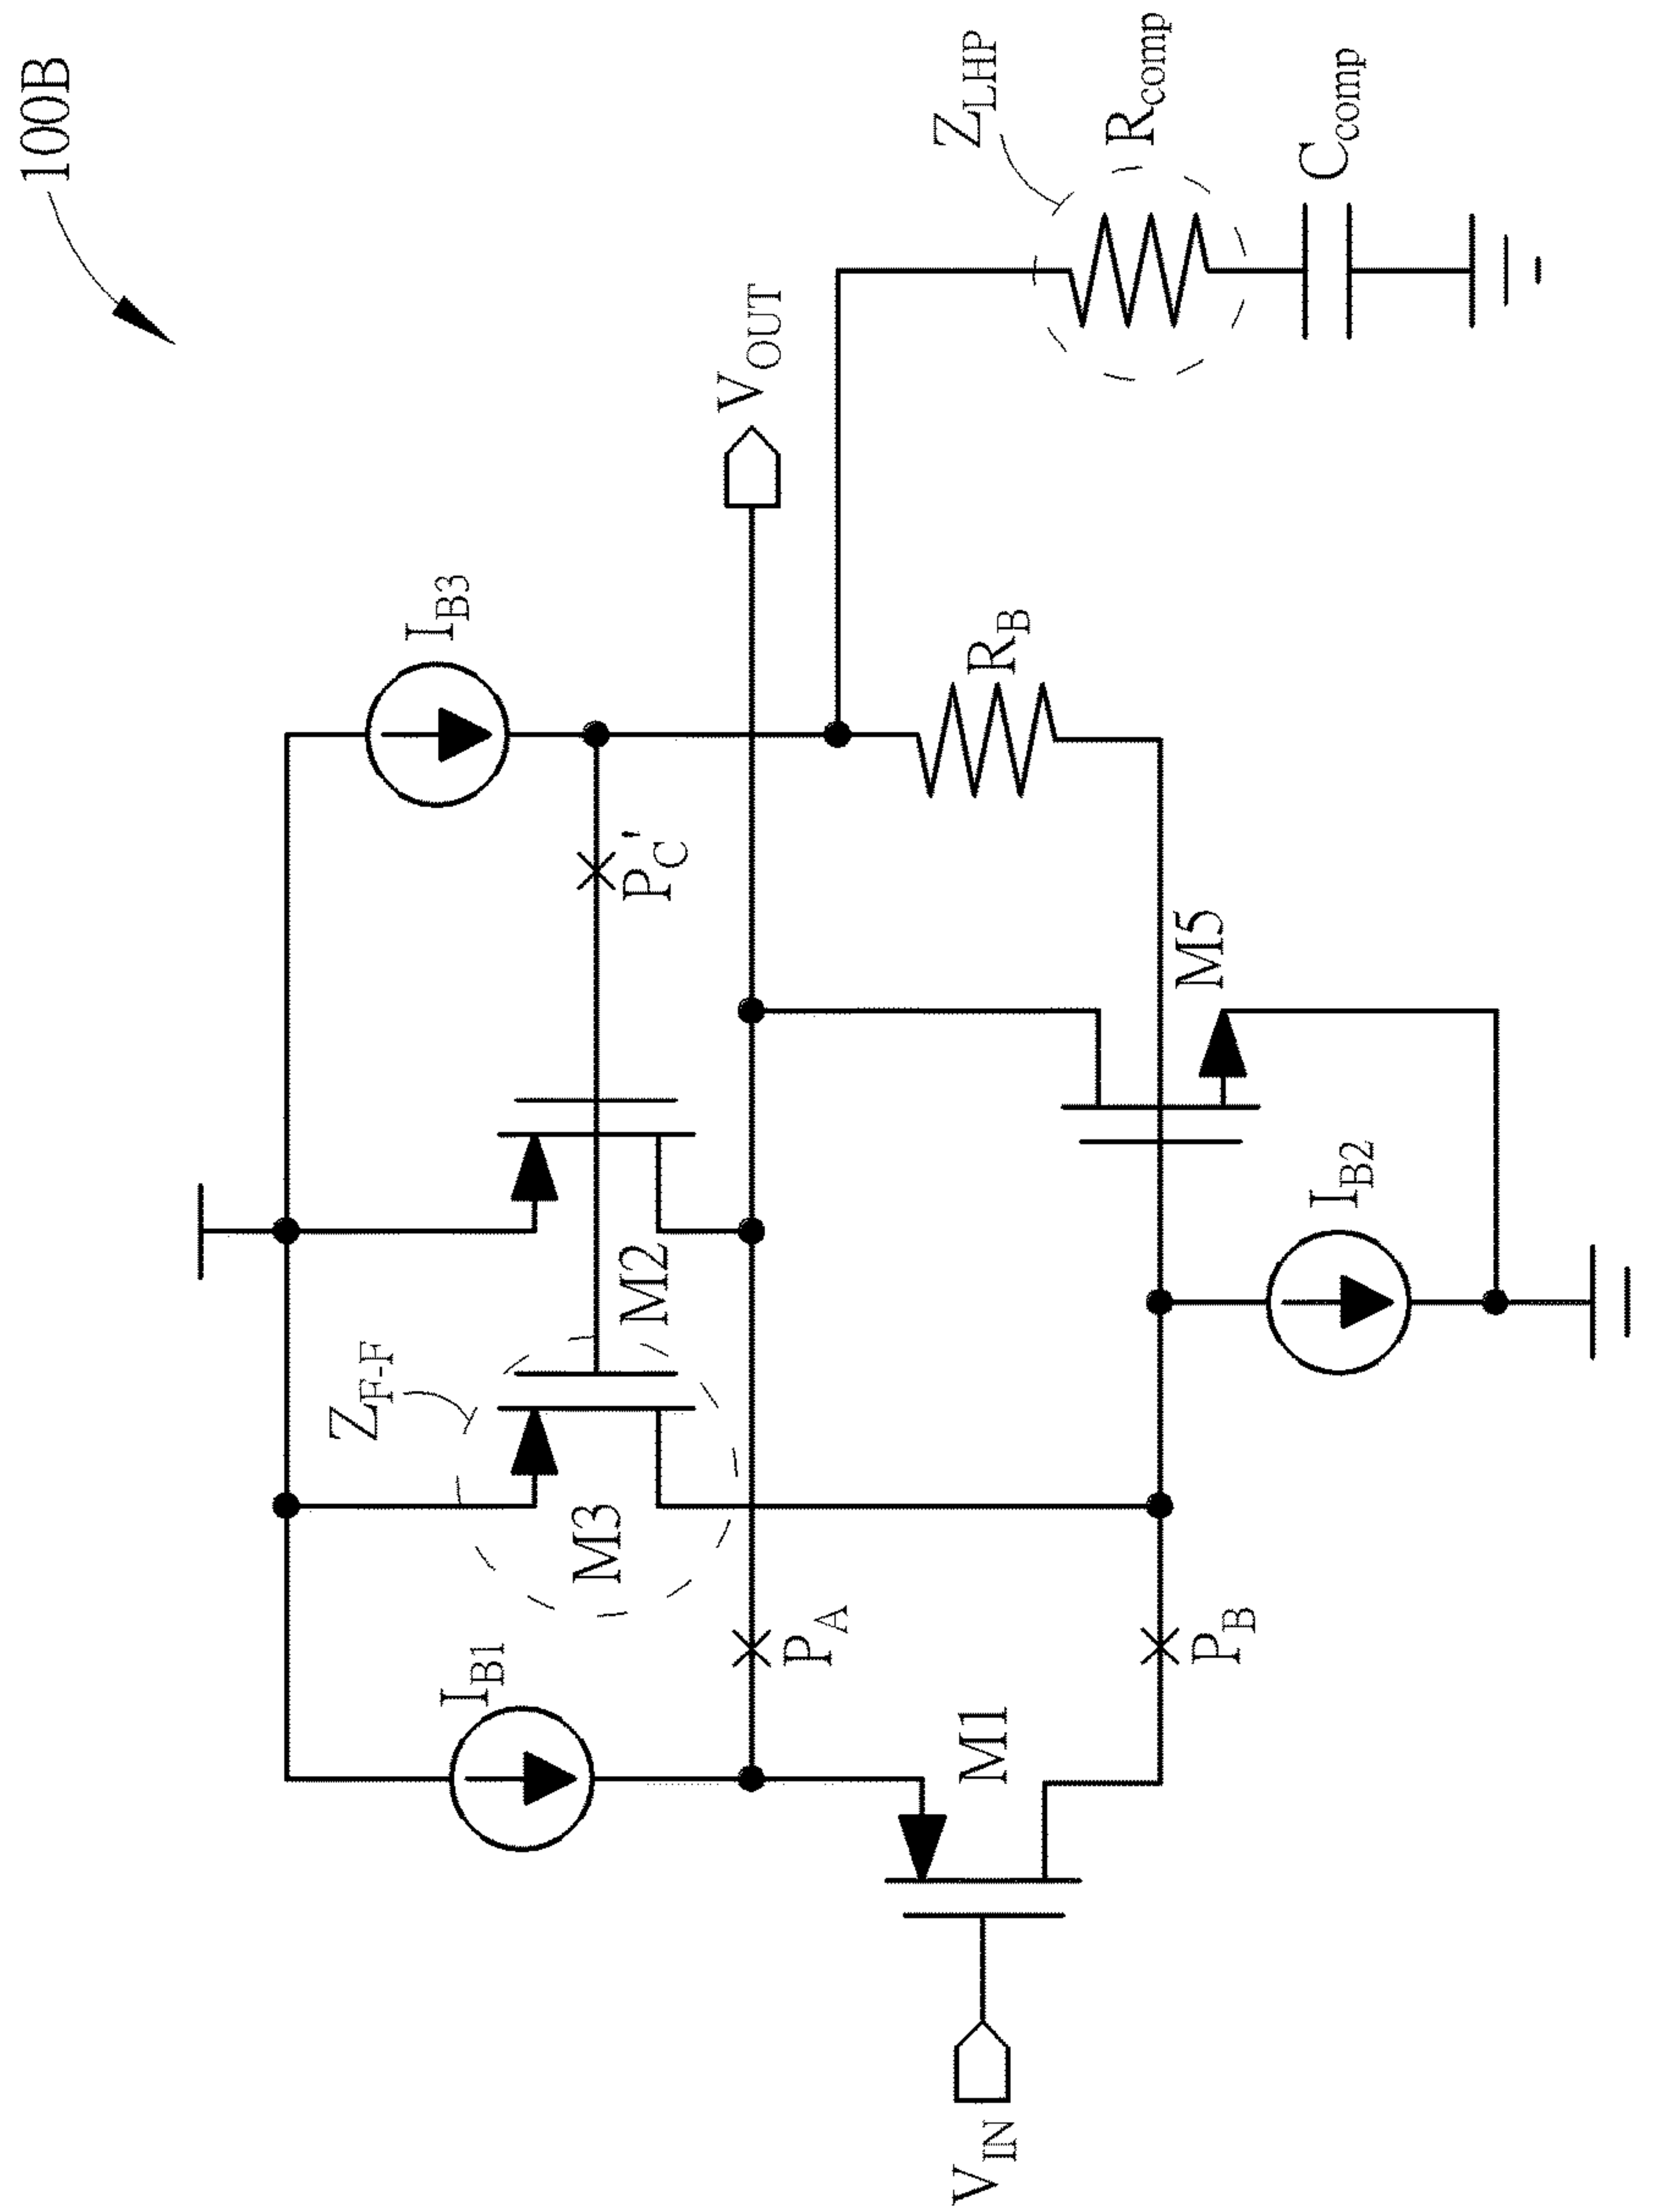 100B
I_B3
Z_F-F
I_B1
M3
M2
P_C'
V_OUT
P_A
Z_LHP
R_comp
R_B
M1
M5
P_B
I_B2
C_comp
V_IN